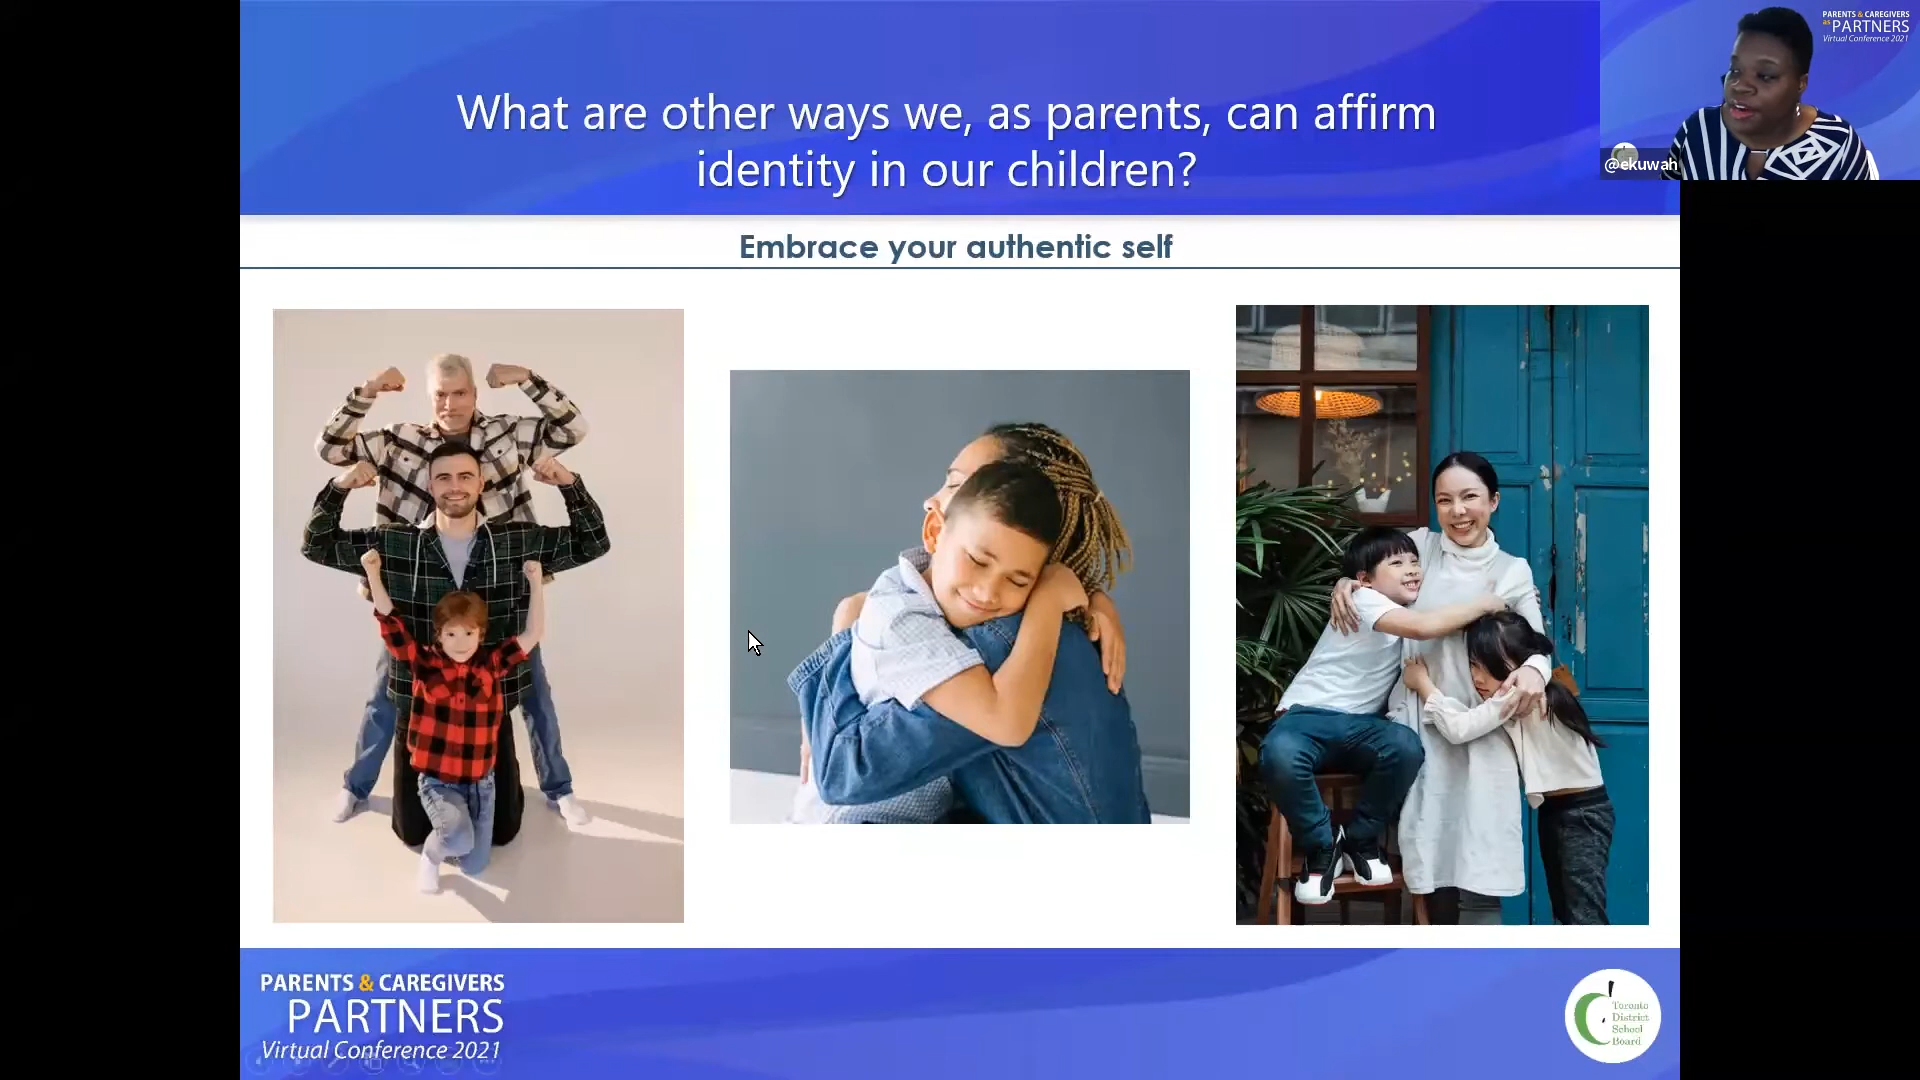 What are other ways we, as parents, can affirm
identity in our children?
Embrace your authentic self
PARENTS & CAREGIVERS
as PARTNERS
Virtual Conference 2021
@ekuwah
PARENTS & CAREGIVERS
PARTNERS
Virtual Conference 2021
Toronto
District
School
Board